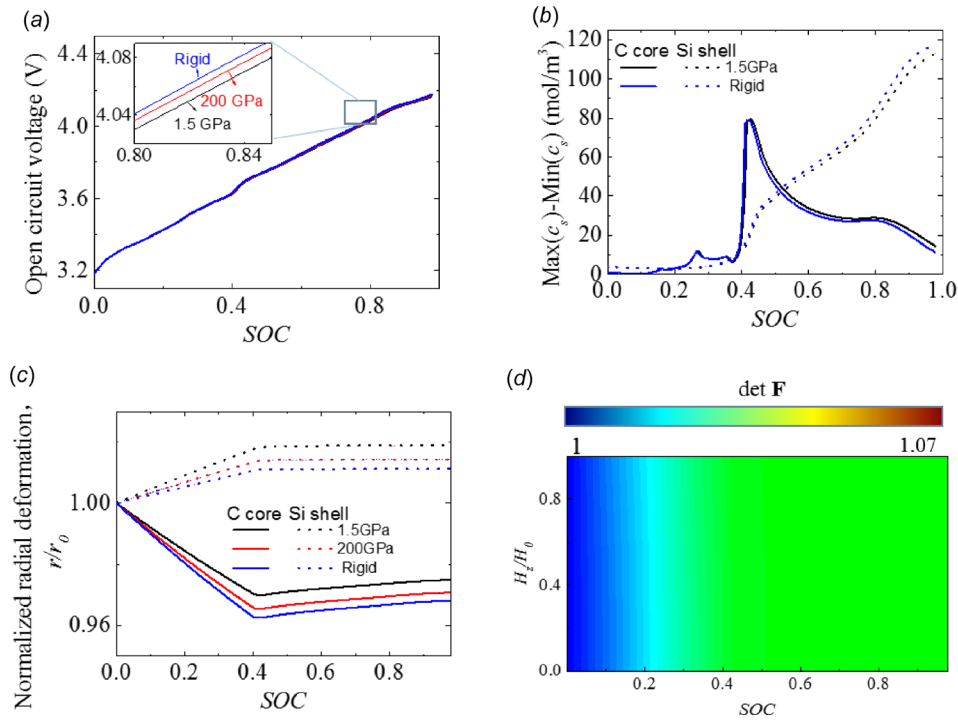 (a)
Open circuit voltage (V)
4.4
4.0
3.6
3.2
4.08
4.04
Rigid
200 GPa
1.5 GPa
0.80
0.84
0.0
0.4
0.8
SOC
(b)
Max(c_s)-Min(c_s) (mol/m³)
120
100
80
60
40
20
0
C core Si shell
1.5GPa
Rigid
0.0
0.2
0.4
0.6
0.8
1.0
SOC
(c)
Normalized radial deformation,
r/r₀
1.00
0.96
C core Si shell
1.5GPa
200GPa
Rigid
0.0
0.2
0.4
0.6
0.8
SOC
(d)
det F
1
1.07
H_z/H_0
0.8
0.4
0.0
0.2
0.4
0.6
0.8
SOC